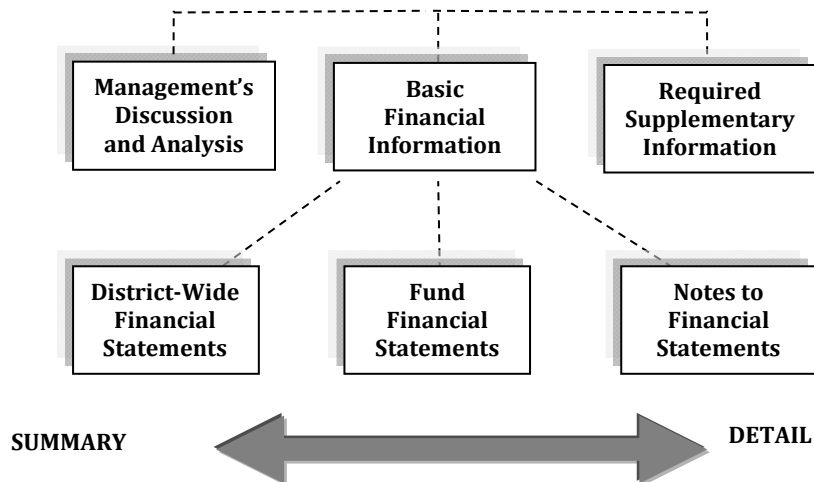 Management’s
Discussion
and Analysis
Basic
Financial
Information
Required
Supplementary
Information
District-Wide
Financial
Statements
Fund
Financial
Statements
Notes to
Financial
Statements
SUMMARY
DETAIL